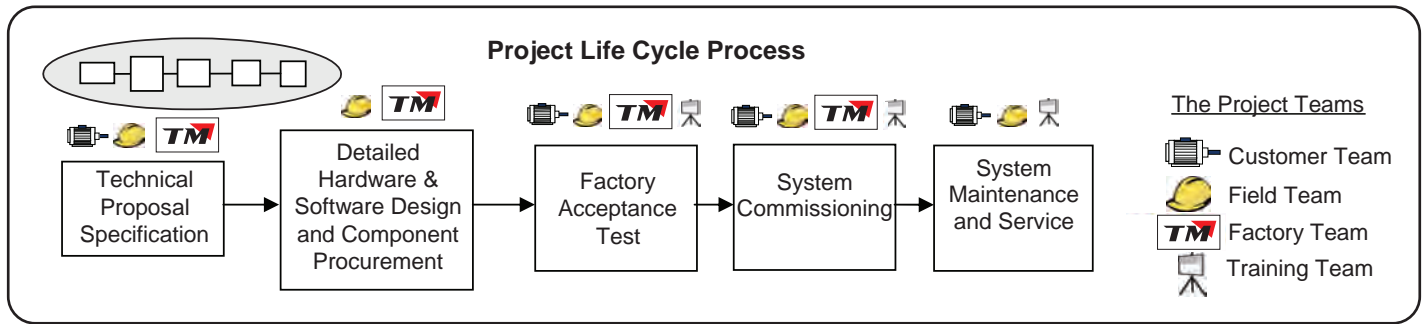 Project Life Cycle Process
TM
TM
TM
TM
Technical
Proposal
Specification
Detailed
Hardware &
Software Design
and Component
Procurement
Factory
Acceptance
Test
System
Commissioning
System
Maintenance
and Service
The Project Teams
Customer Team
Field Team
TM Factory Team
Training Team